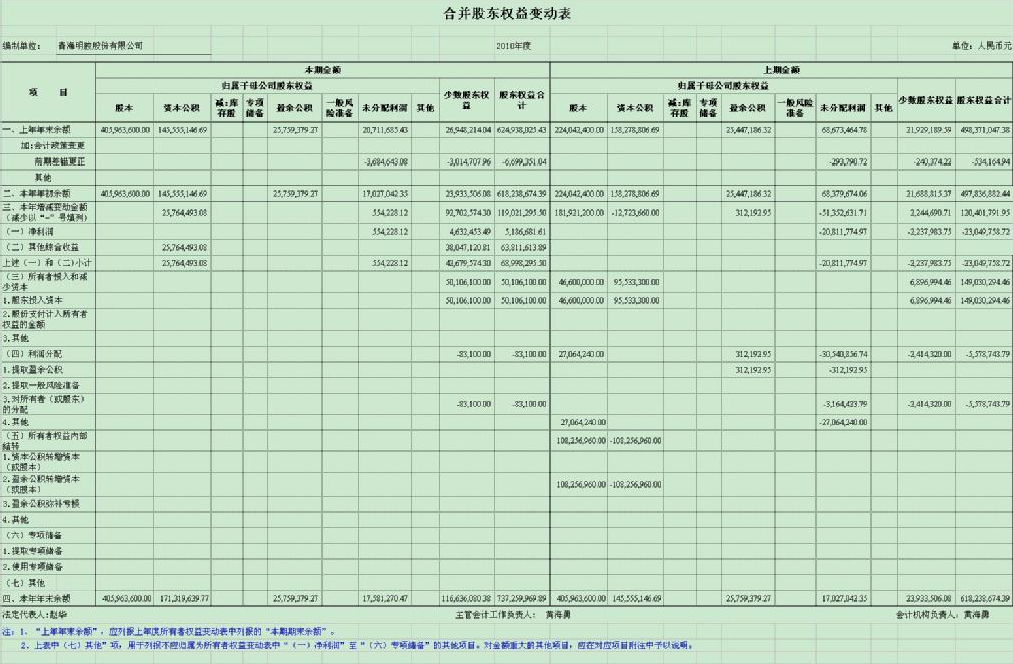 合并股东权益变动表
编制单位： 青海明胶股份有限公司 2010年度 单位：人民币元
项 目 本期金额 上期金额
归属于母公司股东权益 少数股东权益 股东权益合计 归属于母公司股东权益 少数股东权益 股东权益合计
股本 资本公积 减:库存股 专项储备 盈余公积 一般风险准备 未分配利润 其他 股本 资本公积 减:库存股 专项储备 盈余公积 一般风险准备 未分配利润 其他
一、上年年末余额 405,963,600.00 145,555,146.69 25,759,379.27 20,711,685.43 26,948,214.04 624,938,025.43 224,042,400.00 158,278,806.69 25,447,186.32 68,673,464.78 21,929,189.59 498,371,047.38
加:会计政策变更
前期差错更正 -3,684,643.08 -3,014,707.96 -6,699,351.04 -293,790.72 -240,374.22 -534,164.94
其他
二、本年年初余额 405,963,600.00 145,555,146.69 25,759,379.27 17,027,042.35 23,933,506.08 618,238,674.39 224,042,400.00 158,278,806.69 25,447,186.32 68,379,674.06 21,688,815.37 497,836,882.44
三、本年增减变动金额（减少以“-”号填列） 25,764,493.08 554,228.12 92,702,574.30 119,021,295.50 181,921,200.00 -12,723,660.00 312,192.95 -51,352,631.71 2,244,690.71 120,401,791.95
（一）净利润 554,228.12 4,632,453.49 5,186,681.61 -20,811,774.97 -2,237,983.75 -23,049,758.72
（二）其他综合收益 25,764,493.08 38,047,120.81 63,811,613.89
上述（一）和（二）小计 25,764,493.08 554,228.12 42,679,574.30 68,998,295.50 -20,811,774.97 -2,237,983.75 -23,049,758.72
（三）所有者投入和减少资本 50,106,100.00 50,106,100.00 46,600,000.00 95,533,300.00 6,896,994.46 149,030,294.46
1.股东投入资本 50,106,100.00 50,106,100.00 46,600,000.00 95,533,300.00 6,896,994.46 149,030,294.46
2.股份支付计入所有者权益的金额
3.其他
（四）利润分配 -83,100.00 -83,100.00 27,064,240.00 312,192.95 -30,540,856.74 -2,414,320.00 -5,578,743.79
1.提取盈余公积 312,192.95 -312,192.95
2.提取一般风险准备
3.对所有者（或股东）的分配 -83,100.00 -83,100.00 -3,164,423.79 -2,414,320.00 -5,578,743.79
4.其他 27,064,240.00 -27,064,240.00
（五）所有者权益内部结转 108,256,960.00 -108,256,960.00
1.资本公积转增资本（或股本）
2.盈余公积转增资本（或股本） 108,256,960.00 -108,256,960.00
3.盈余公积弥补亏损
4.其他
（六）专项储备
1.提取专项储备
2.使用专项储备
（七）其他
四、本年年末余额 405,963,600.00 171,319,639.77 25,759,379.27 17,581,270.47 116,636,080.38 737,259,969.89 405,963,600.00 145,555,146.69 25,759,379.27 17,027,042.35 23,933,506.08 618,238,674.39
法定代表人:赵华 主管会计工作负责人： 黄海勇 会计机构负责人：黄海勇
注：1、“上年年末余额”，应列报上年度所有者权益变动表中列报的“本期期末余额”。
2、上表中（七）其他”项，用于列报不应归属为所有者权益变动表中“（一）净利润”至“（六）专项储备”的其他项目。对金额重大的其他项目，应在对应项目附注中予以说明。